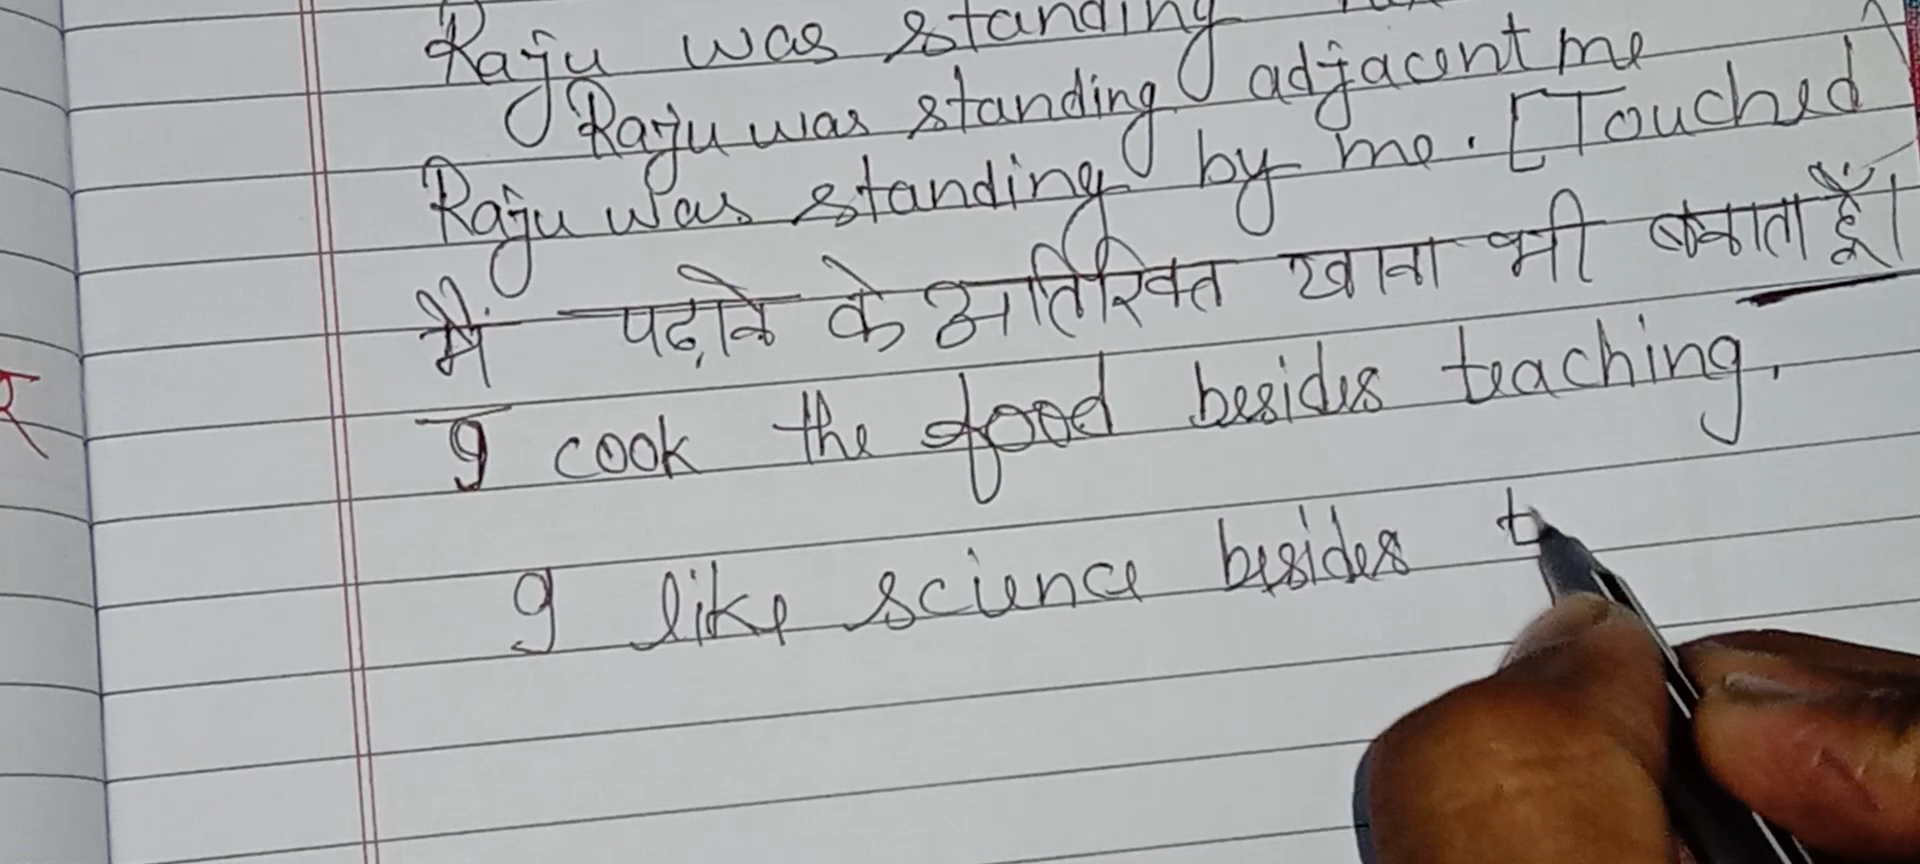 Raju was standing
Raju was standing adjacent me
Raju was standing by me. [Touched
मैं पढ़ाने के अतिरिक्त खाना भी बनाता हूँ।
I cook the food besides teaching.
I like science besides t